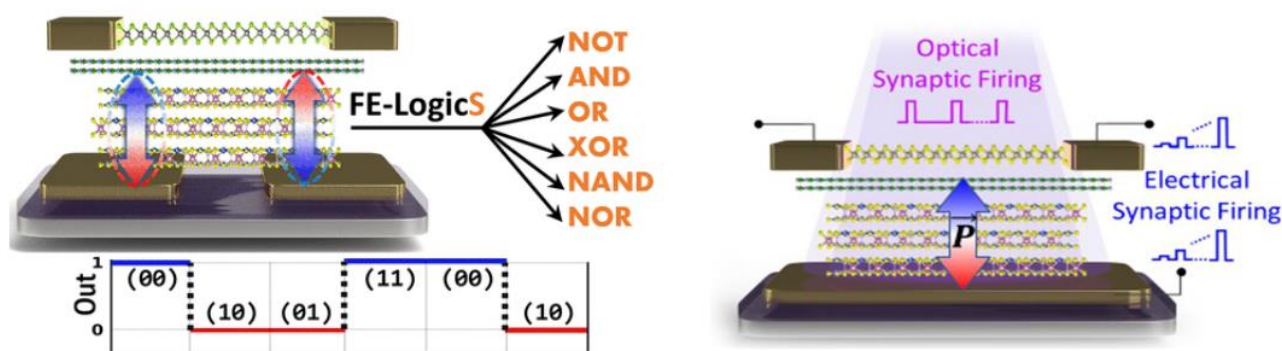 NOT
AND
FE-LogicS
OR
XOR
NAND
NOR
Out
1
0
(00)
(10)
(01)
(11)
(00)
(10)
Optical
Synaptic Firing
Electrical
Synaptic Firing
P